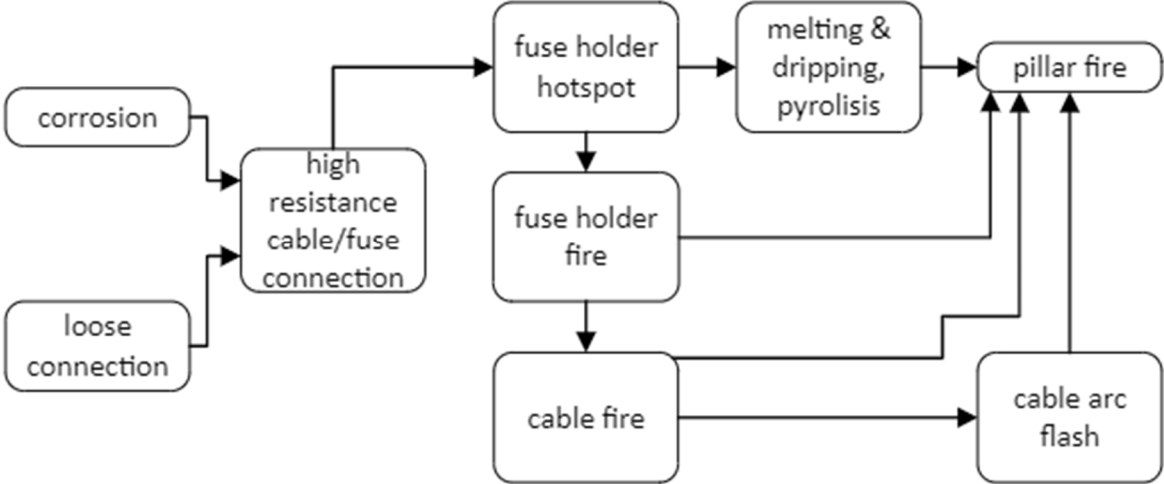 corrosion
loose
connection
high
resistance
cable/fuse
connection
fuse holder
hotspot
melting &
dripping,
pyrolisis
pillar fire
fuse holder
fire
cable fire
cable arc
flash